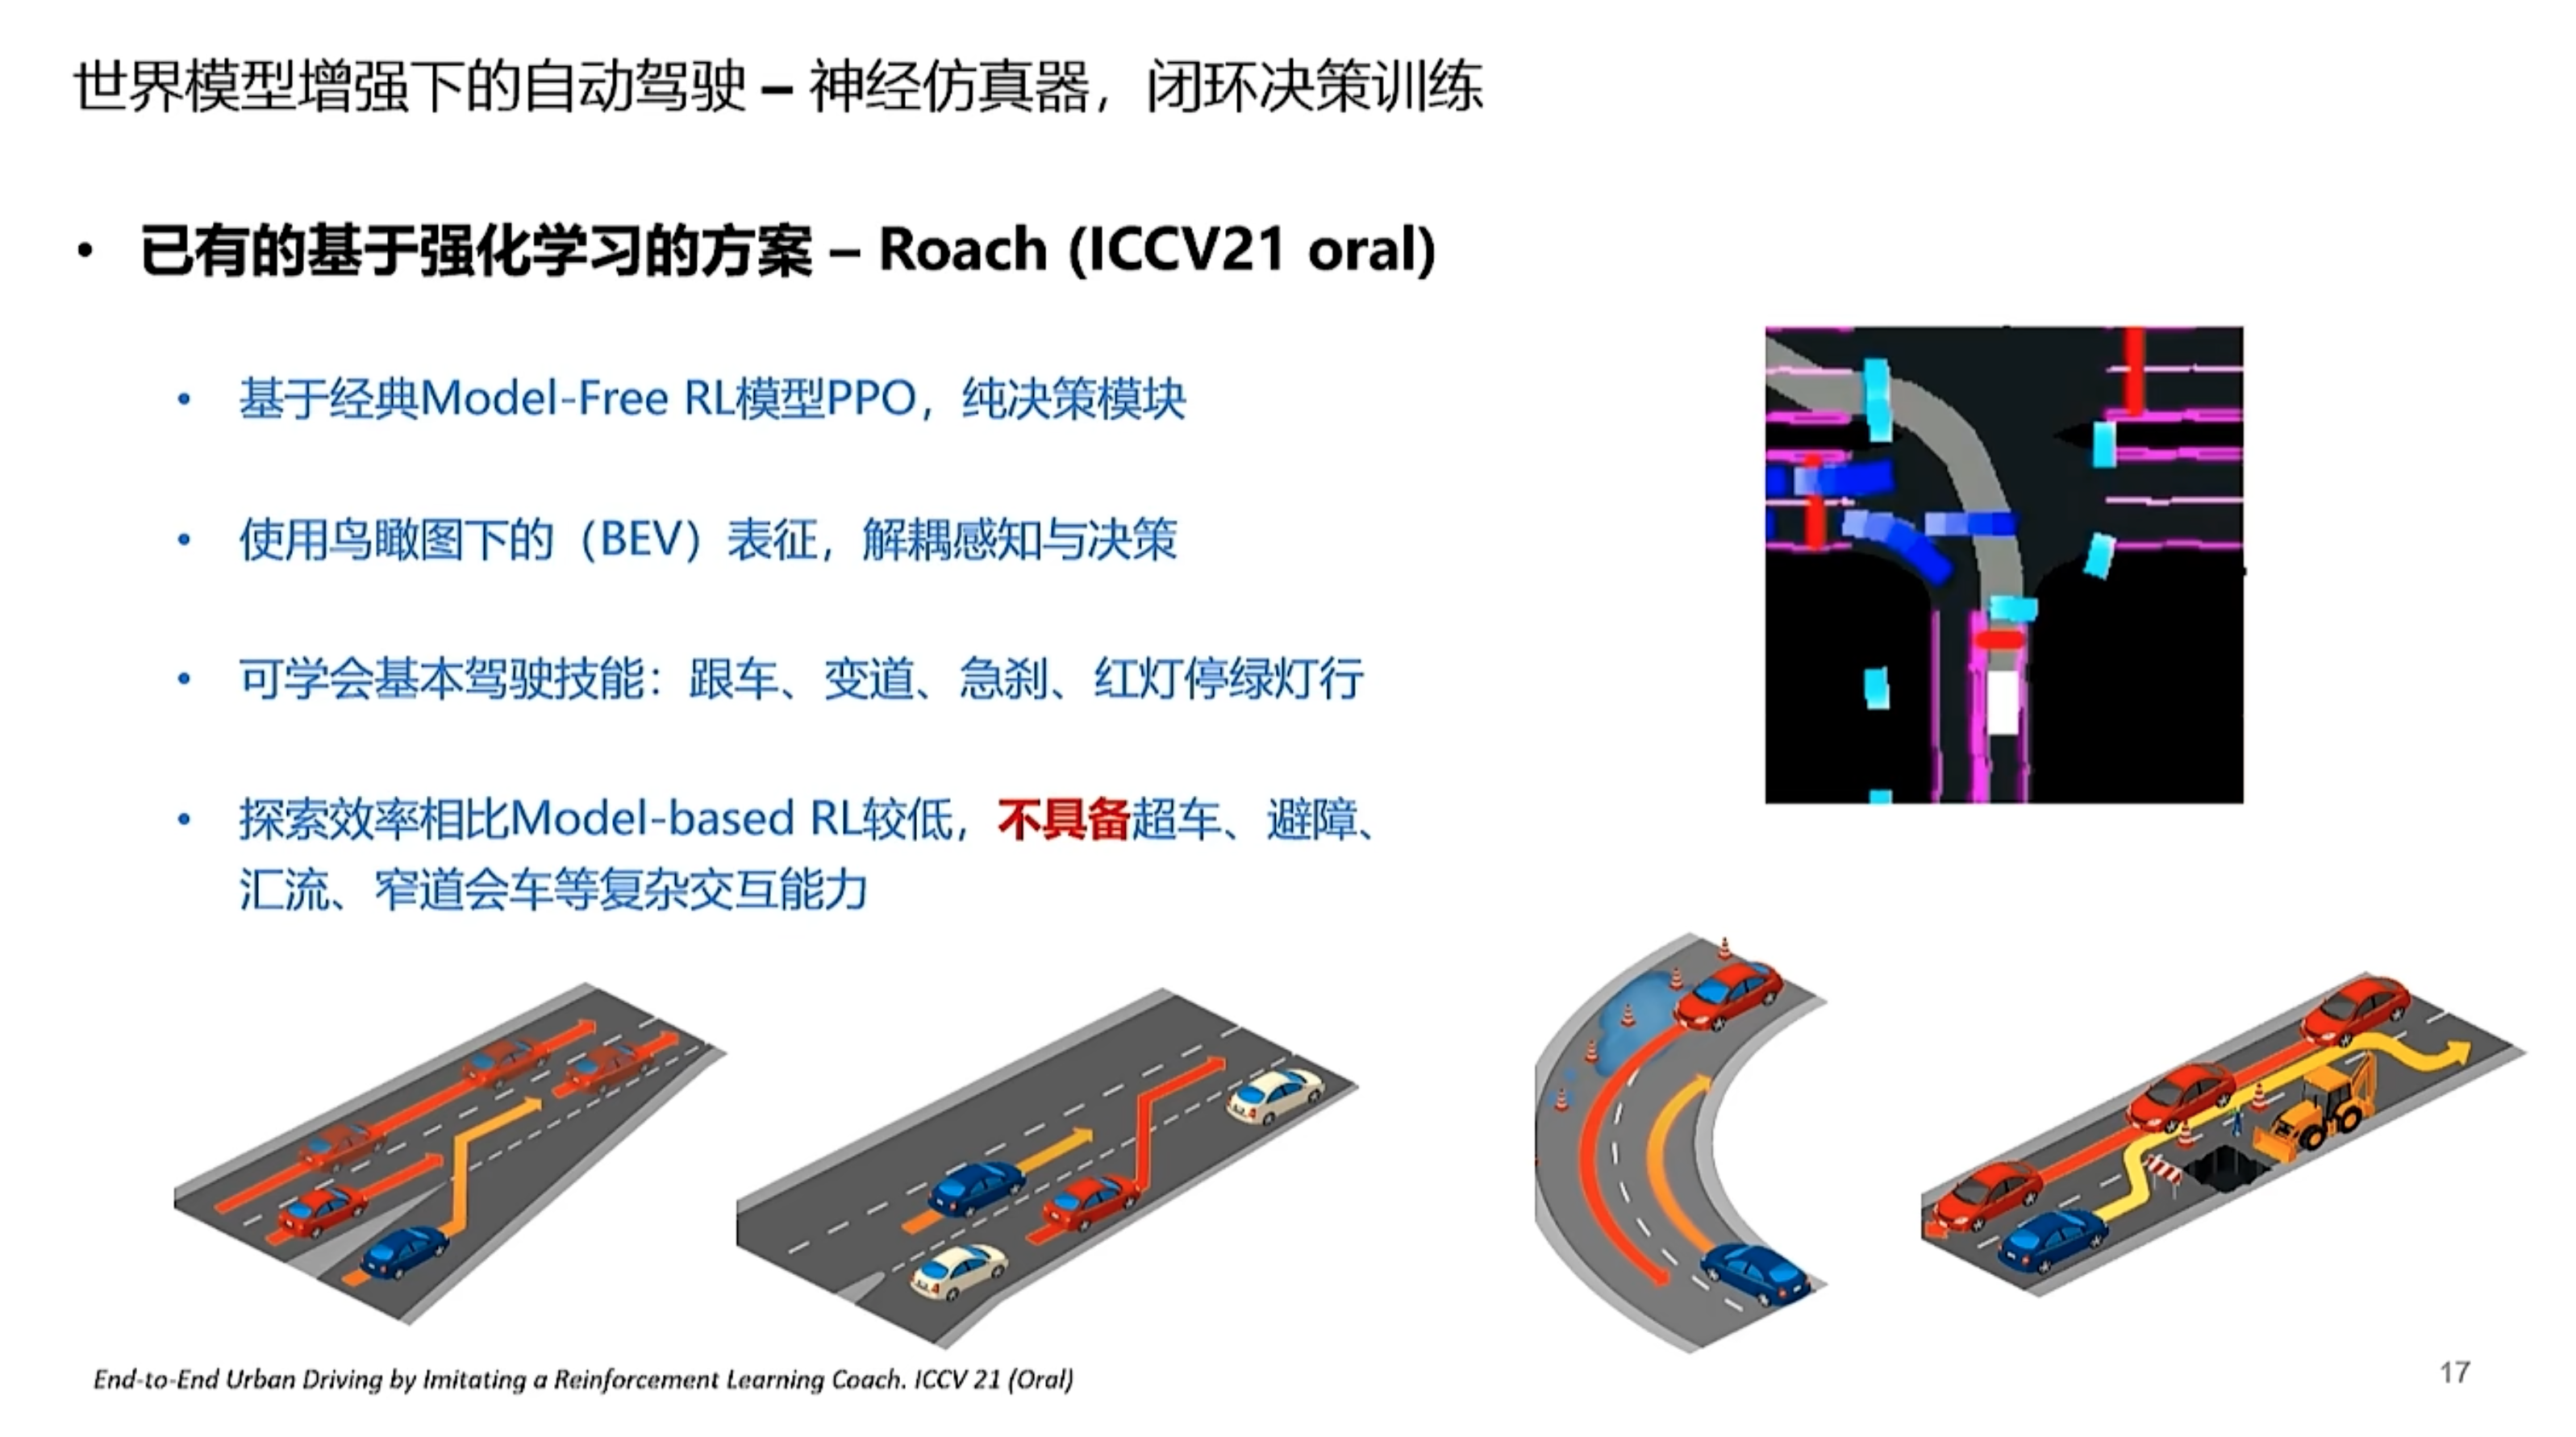 世界模型增强下的自动驾驶 – 神经仿真器，闭环决策训练
• 已有的基于强化学习的方案 – Roach (ICCV21 oral)
• 基于经典Model-Free RL模型PPO，纯决策模块
• 使用鸟瞰图下的（BEV）表征，解耦感知与决策
• 可学会基本驾驶技能：跟车、变道、急刹、红灯停绿灯行
• 探索效率相比Model-based RL较低，不具备超车、避障、
汇流、窄道会车等复杂交互能力
End-to-End Urban Driving by Imitating a Reinforcement Learning Coach. ICCV 21 (Oral)
17